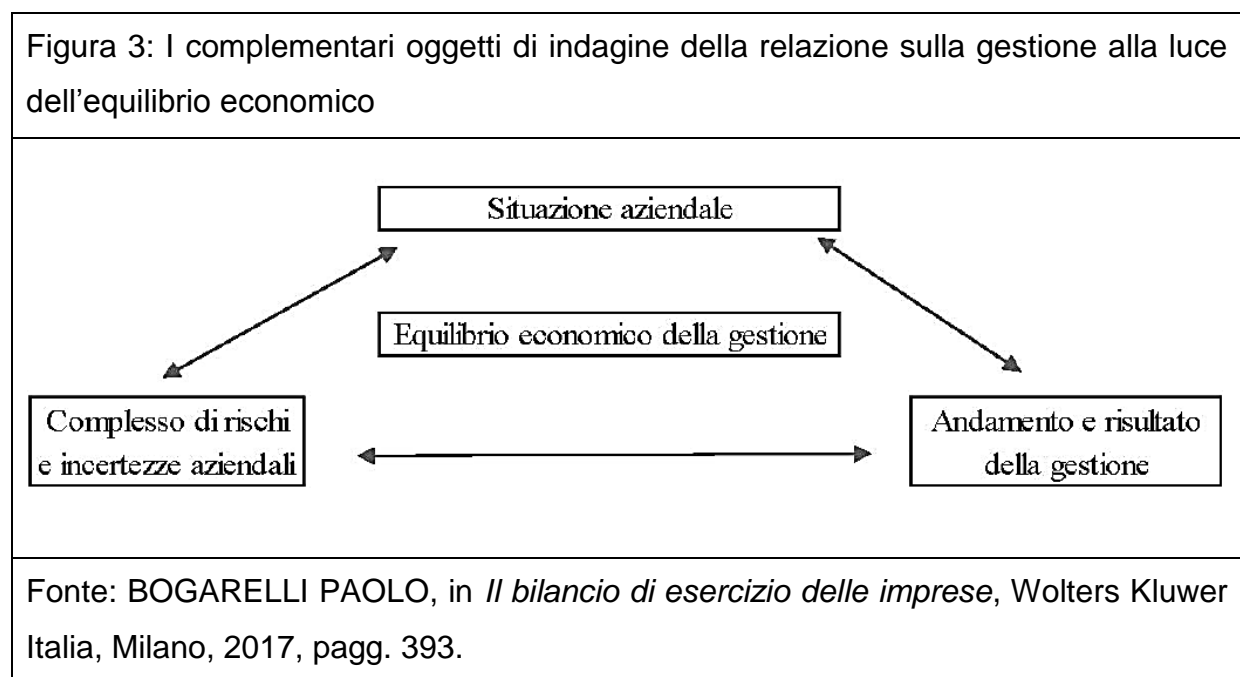 Figura 3: I complementari oggetti di indagine della relazione sulla gestione alla luce
dell'equilibrio economico
Situazione aziendale
Equilibrio economico della gestione
Complesso di rischi
e incertezze aziendali
Andamento e risultato
della gestione
Fonte: BOGARELLI PAOLO, in Il bilancio di esercizio delle imprese, Wolters Kluwer
Italia, Milano, 2017, pagg. 393.